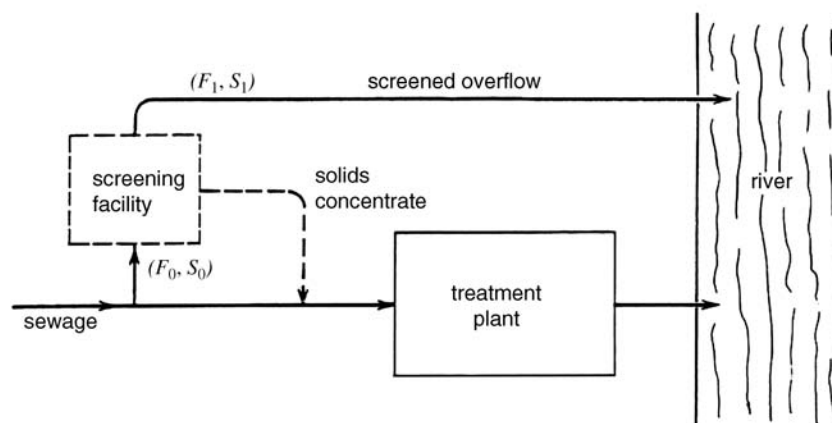 (F₁, S₁)
screened overflow
screening
facility
solids
concentrate
river
(F₀, S₀)
treatment
plant
sewage